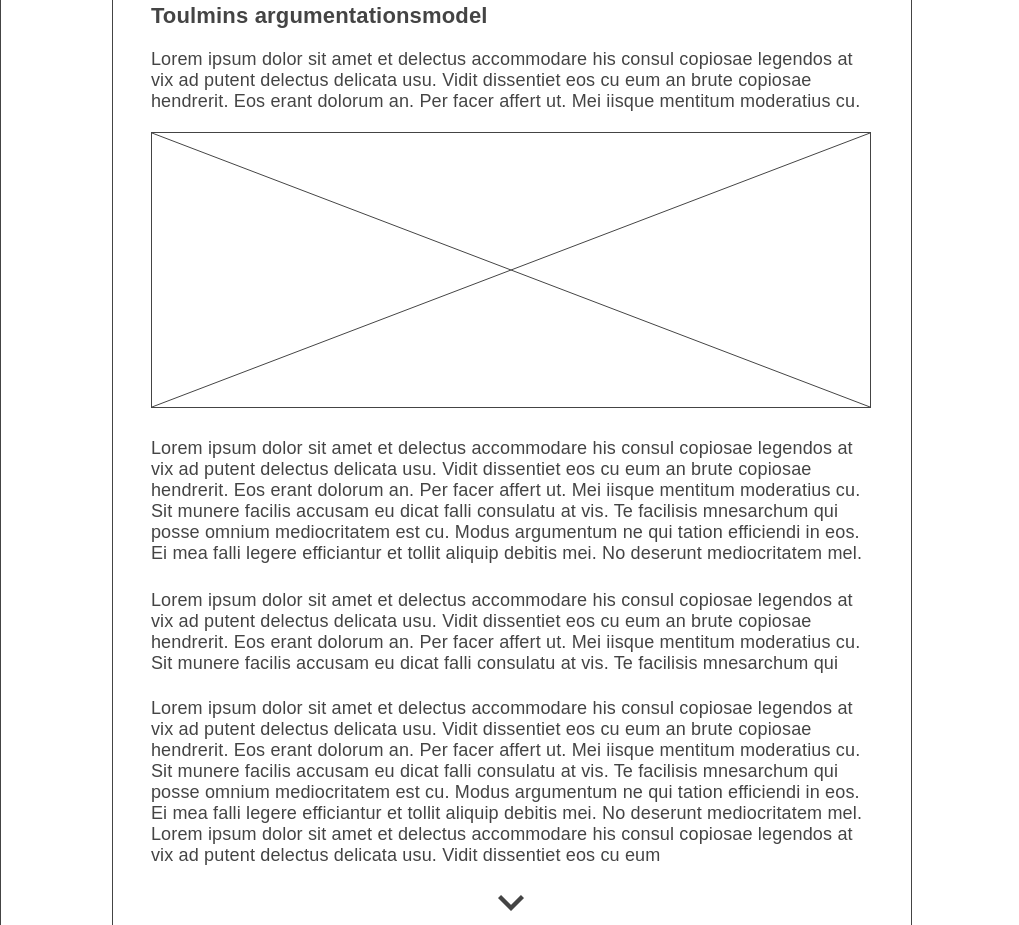 Toulmins argumentationsmodel
Lorem ipsum dolor sit amet et delectus accommodare his consul copiosae legendos at
vix ad putent delectus delicata usu. Vidit dissentiet eos cu eum an brute copiosae
hendrerit. Eos erant dolorum an. Per facer affert ut. Mei iisque mentitum moderatius cu.
Lorem ipsum dolor sit amet et delectus accommodare his consul copiosae legendos at
vix ad putent delectus delicata usu. Vidit dissentiet eos cu eum an brute copiosae
hendrerit. Eos erant dolorum an. Per facer affert ut. Mei iisque mentitum moderatius cu.
Sit munere facilis accusam eu dicat falli consulatu at vis. Te facilisis mnesarchum qui
posse omnium mediocritatem est cu. Modus argumentum ne qui tation efficiendi in eos.
Ei mea falli legere efficiantur et tollit aliquip debitis mei. No deserunt mediocritatem mel.
Lorem ipsum dolor sit amet et delectus accommodare his consul copiosae legendos at
vix ad putent delectus delicata usu. Vidit dissentiet eos cu eum an brute copiosae
hendrerit. Eos erant dolorum an. Per facer affert ut. Mei iisque mentitum moderatius cu.
Sit munere facilis accusam eu dicat falli consulatu at vis. Te facilisis mnesarchum qui
Lorem ipsum dolor sit amet et delectus accommodare his consul copiosae legendos at
vix ad putent delectus delicata usu. Vidit dissentiet eos cu eum an brute copiosae
hendrerit. Eos erant dolorum an. Per facer affert ut. Mei iisque mentitum moderatius cu.
Sit munere facilis accusam eu dicat falli consulatu at vis. Te facilisis mnesarchum qui
posse omnium mediocritatem est cu. Modus argumentum ne qui tation efficiendi in eos.
Ei mea falli legere efficiantur et tollit aliquip debitis mei. No deserunt mediocritatem mel.
Lorem ipsum dolor sit amet et delectus accommodare his consul copiosae legendos at
vix ad putent delectus delicata usu. Vidit dissentiet eos cu eum